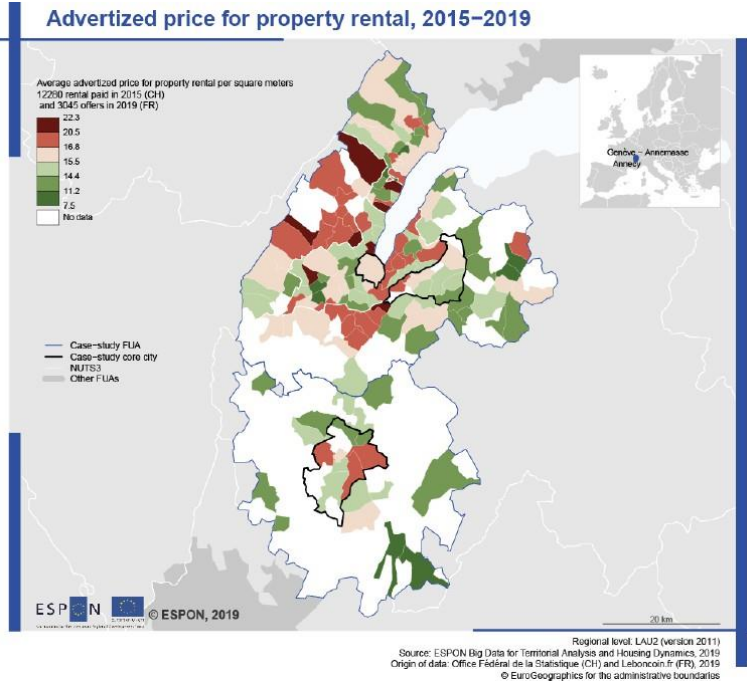 Advertized price for property rental, 2015−2019
Average advertized price for property rental per square meters
12280 rental paid in 2015 (CH)
and 3045 offers in 2019 (FR)
22.3
20.5
16.8
15.5
14.4
11.2
7.5
No data
Genève − Annemasse
Annecy
Case−study FUA
Case−study core city
NUTS3
Other FUAs
ESPON
© ESPON, 2019
20 km
Regional level: LAU2 (version 2011)
Source: ESPON Big Data for Territorial Analysis and Housing Dynamics, 2019
Origin of data: Office Fédéral de la Statistique (CH) and Leboncoin.fr (FR), 2019
© EuroGeographics for the administrative boundaries